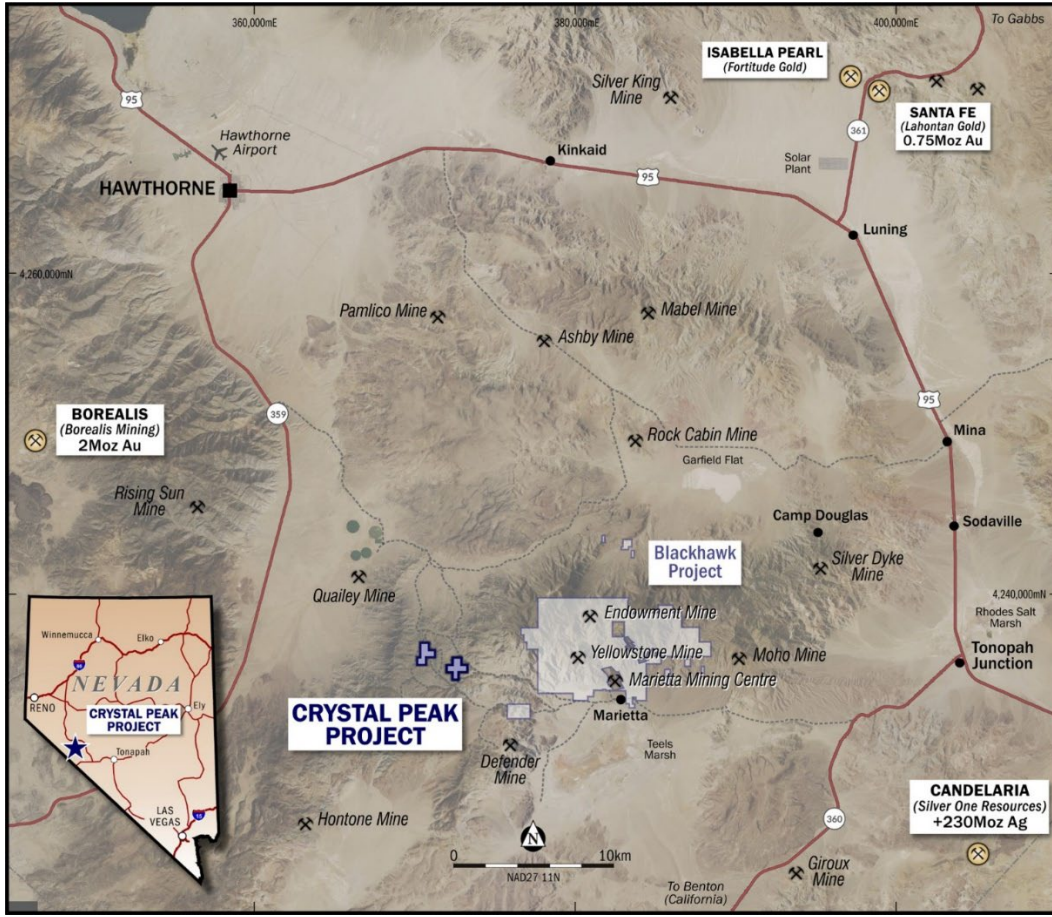 360,000mE
380,000mE
400,000mE
To Gabbs
ISABELLA PEARL
(Fortitude Gold)
Silver King
Mine
SANTA FE
(Lahontan Gold)
0.75Moz Au
95
361
Hawthorne
Airport
Kinkaid
Solar
Plant
HAWTHORNE
95
Luning
4,260,000mN
Pamlico Mine
Mabel Mine
Ashby Mine
95
359
BOREALIS
(Borealis Mining)
2Moz Au
Rock Cabin Mine
Mina
Garfield Flat
Rising Sun
Mine
Camp Douglas
Sodaville
Blackhawk
Project
Silver Dyke
Mine
Quailey Mine
4,240,000mN
Endowment Mine
Rhodes Salt
Marsh
Yellowstone Mine
Moho Mine
Tonopah
Junction
Marietta Mining Centre
CRYSTAL PEAK
PROJECT
Marietta
Defender
Mine
Teels
Marsh
Hontone Mine
CANDELARIA
(Silver One Resources)
+230Moz Ag
360
N
0
10km
NAD27 11N
Giroux
Mine
To Benton
(California)
Winnemucca
Elko
NEVADA
RENO
Ely
CRYSTAL PEAK
PROJECT
Tonapah
LAS
VEGAS
15